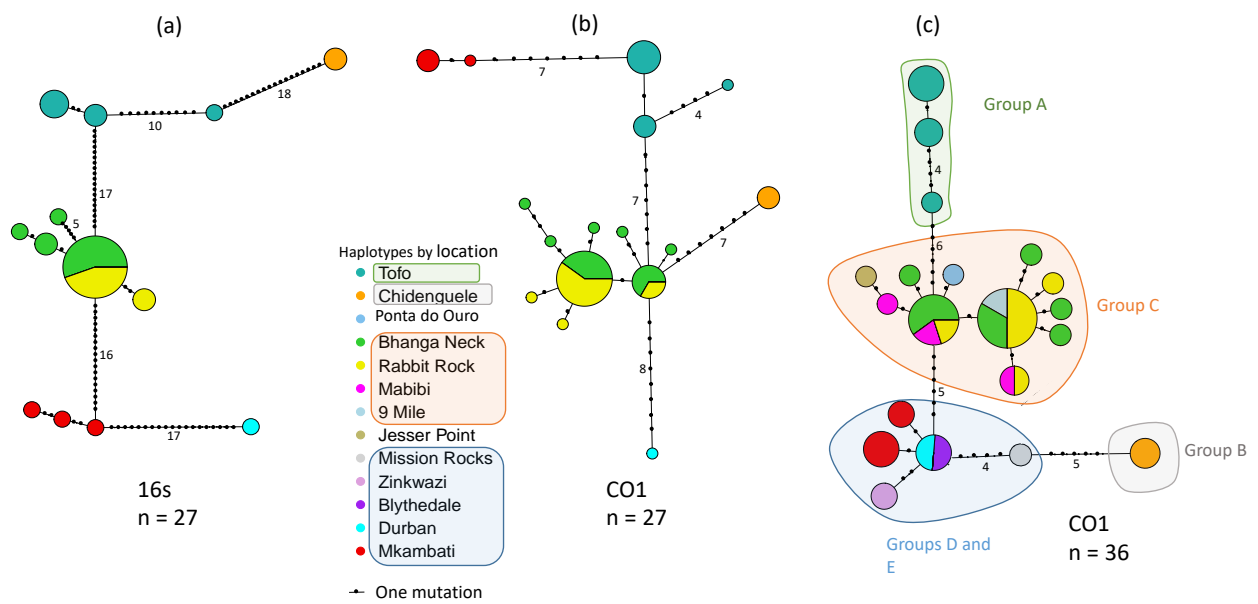 (a)
(b)
(c)
18
10
17
5
16
17
16s
n = 27
7
4
7
7
8
CO1
n = 27
Haplotypes by location
Tofo
Chidenguele
Ponta do Ouro
Bhanga Neck
Rabbit Rock
Mabibi
9 Mile
Jesser Point
Mission Rocks
Zinkwazi
Blythedale
Durban
Mkambati
One mutation
Group A
4
6
Group C
5
4
5
Group B
Groups D and
E
CO1
n = 36